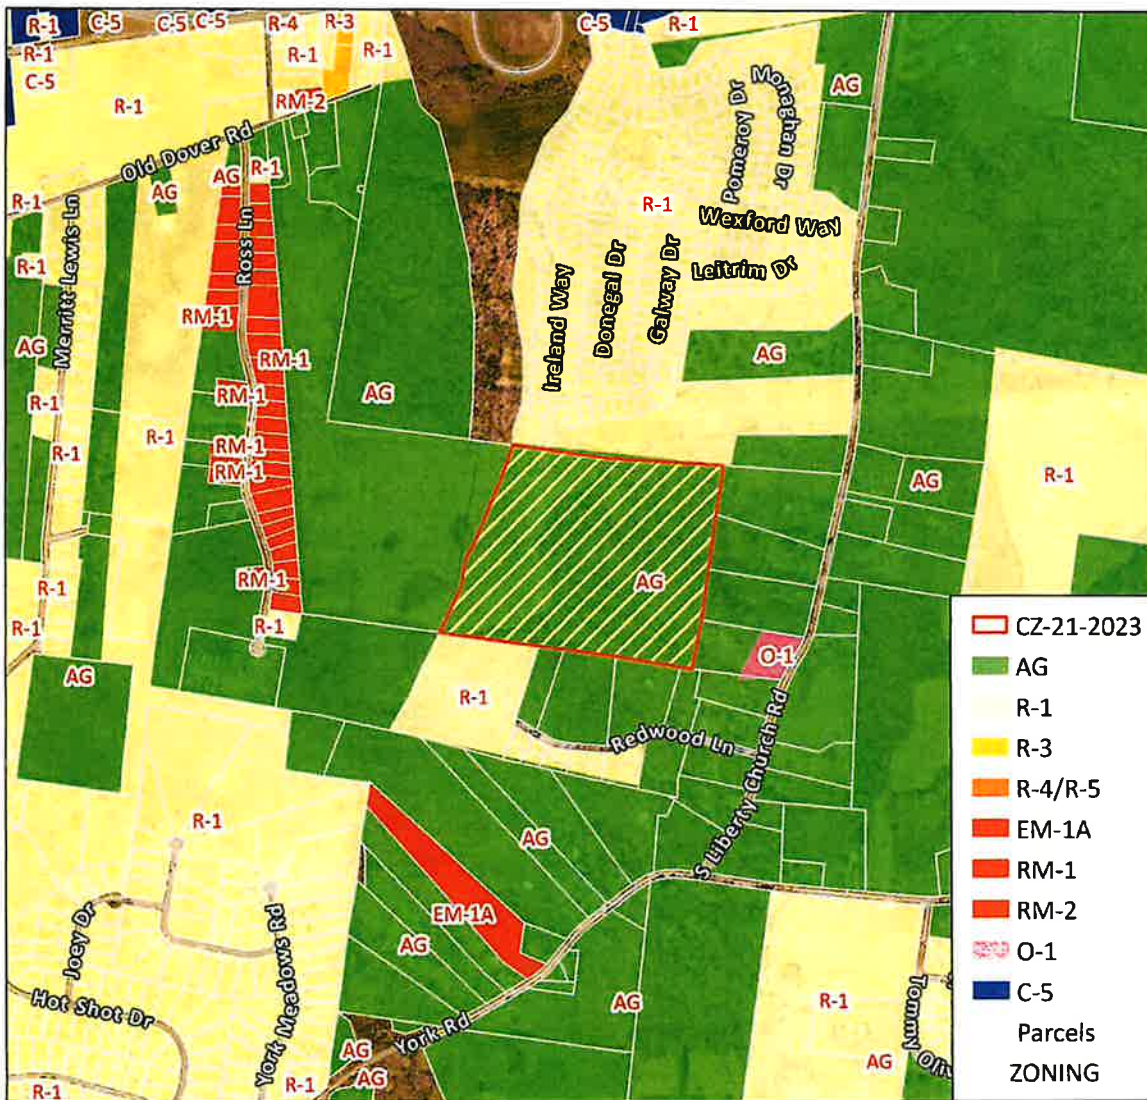 R-1
C-5
C-5
C-5
R-4
R-3
C-5
R-1
R-1
R-1
R-1
C-5
R-1
RM-2
AG
Monaghan Dr
Pomeroy Dr
Old Dover Rd
AG
R-1
AG
R-1
R-1
Wexford Way
Merritt Lewis Ln
Ross Ln
R-1
Leitrim Dr
Ireland Way
Donegal Dr
Galway Dr
RM-1
AG
RM-1
AG
RM-1
AG
R-1
R-1
RM-1
R-1
RM-1
AG
R-1
RM-1
AG
R-1
R-1
R-1
O-1
AG
R-1
Redwood Ln
S Liberty Church Rd
R-1
AG
EM-1A
AG
Joey Dr
York Meadows Rd
Hot Shot Dr
AG
R-1
York Rd
AG
AG
AG
R-1
R-1
Tommy Oliv
CZ-21-2023
AG
R-1
R-3
R-4/R-5
EM-1A
RM-1
RM-2
O-1
C-5
Parcels
ZONING